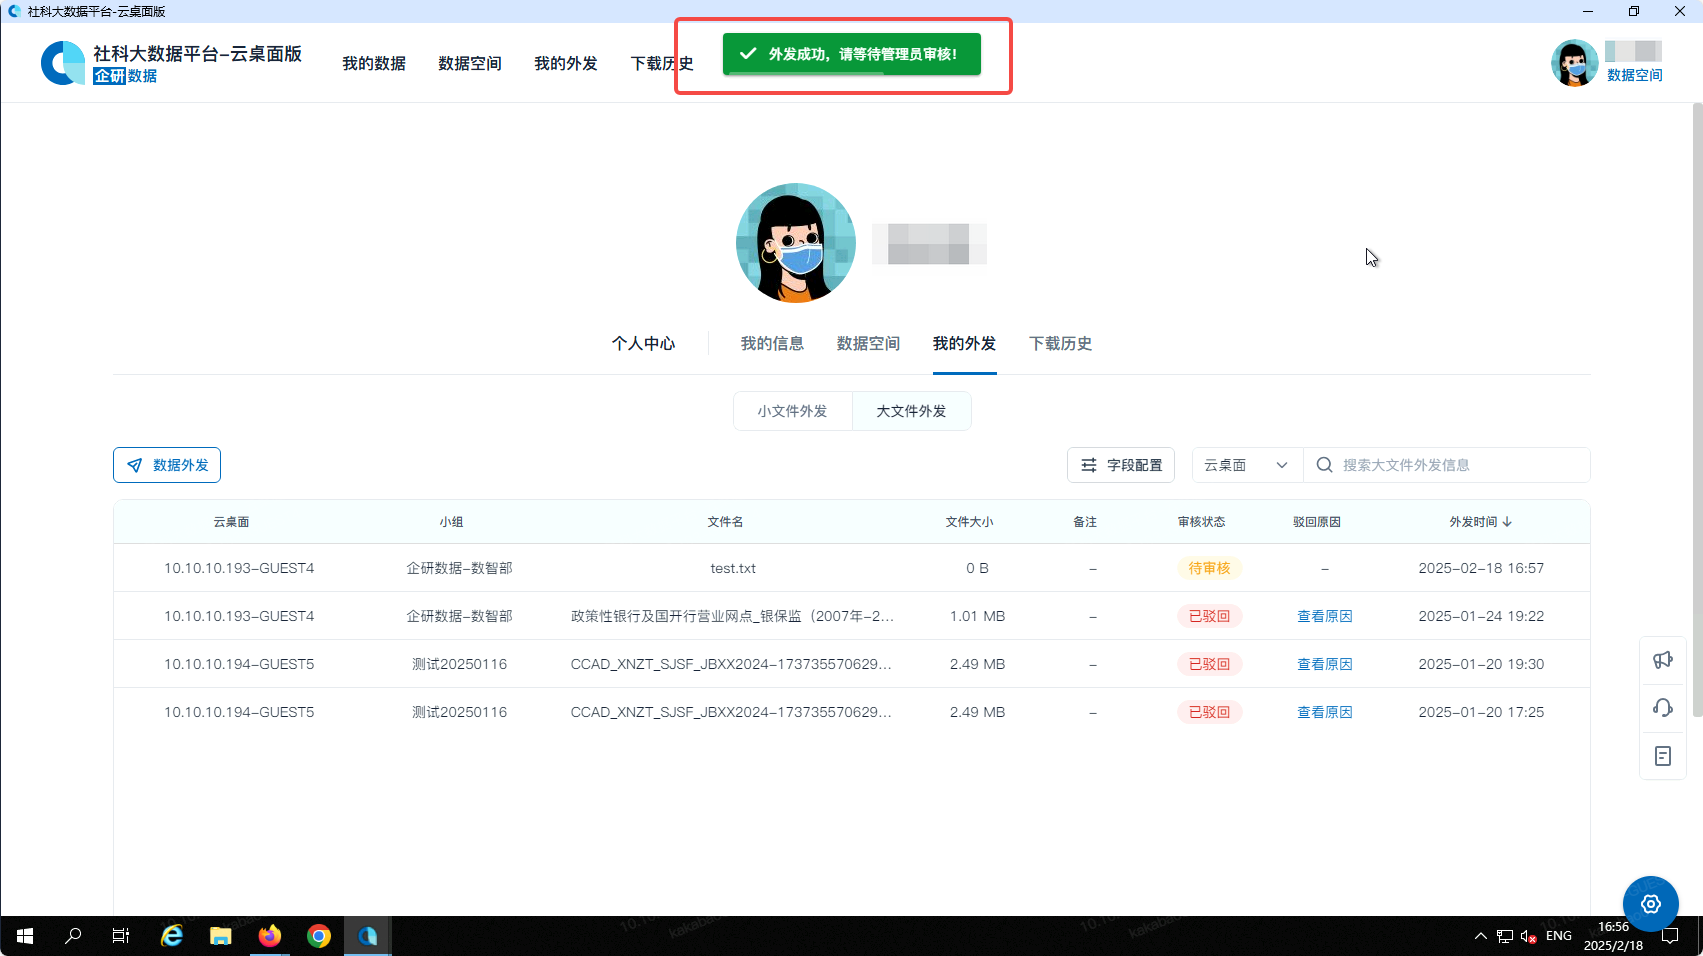 社科大数据平台-云桌面版
社科大数据平台-云桌面版
企研数据
我的数据 数据空间 我的外发 下载历史
外发成功，请等待管理员审核！
数据空间
个人中心 我的信息 数据空间 我的外发 下载历史
小文件外发 大文件外发
数据外发 字段配置 云桌面 搜索大文件外发信息
云桌面 小组 文件名 文件大小 备注 审核状态 驳回原因 外发时间
10.10.10.193-GUEST4 企研数据-数智部 test.txt 0 B - 待审核 - 2025-02-18 16:57
10.10.10.193-GUEST4 企研数据-数智部 政策性银行及国开行营业网点_银保监（2007年-2... 1.01 MB - 已驳回 查看原因 2025-01-24 19:22
10.10.10.194-GUEST5 测试20250116 CCAD_XNZT_SJSF_JBXX2024-173735570629... 2.49 MB - 已驳回 查看原因 2025-01-20 19:30
10.10.10.194-GUEST5 测试20250116 CCAD_XNZT_SJSF_JBXX2024-173735570629... 2.49 MB - 已驳回 查看原因 2025-01-20 17:25
ENG
16:56
2025/2/18